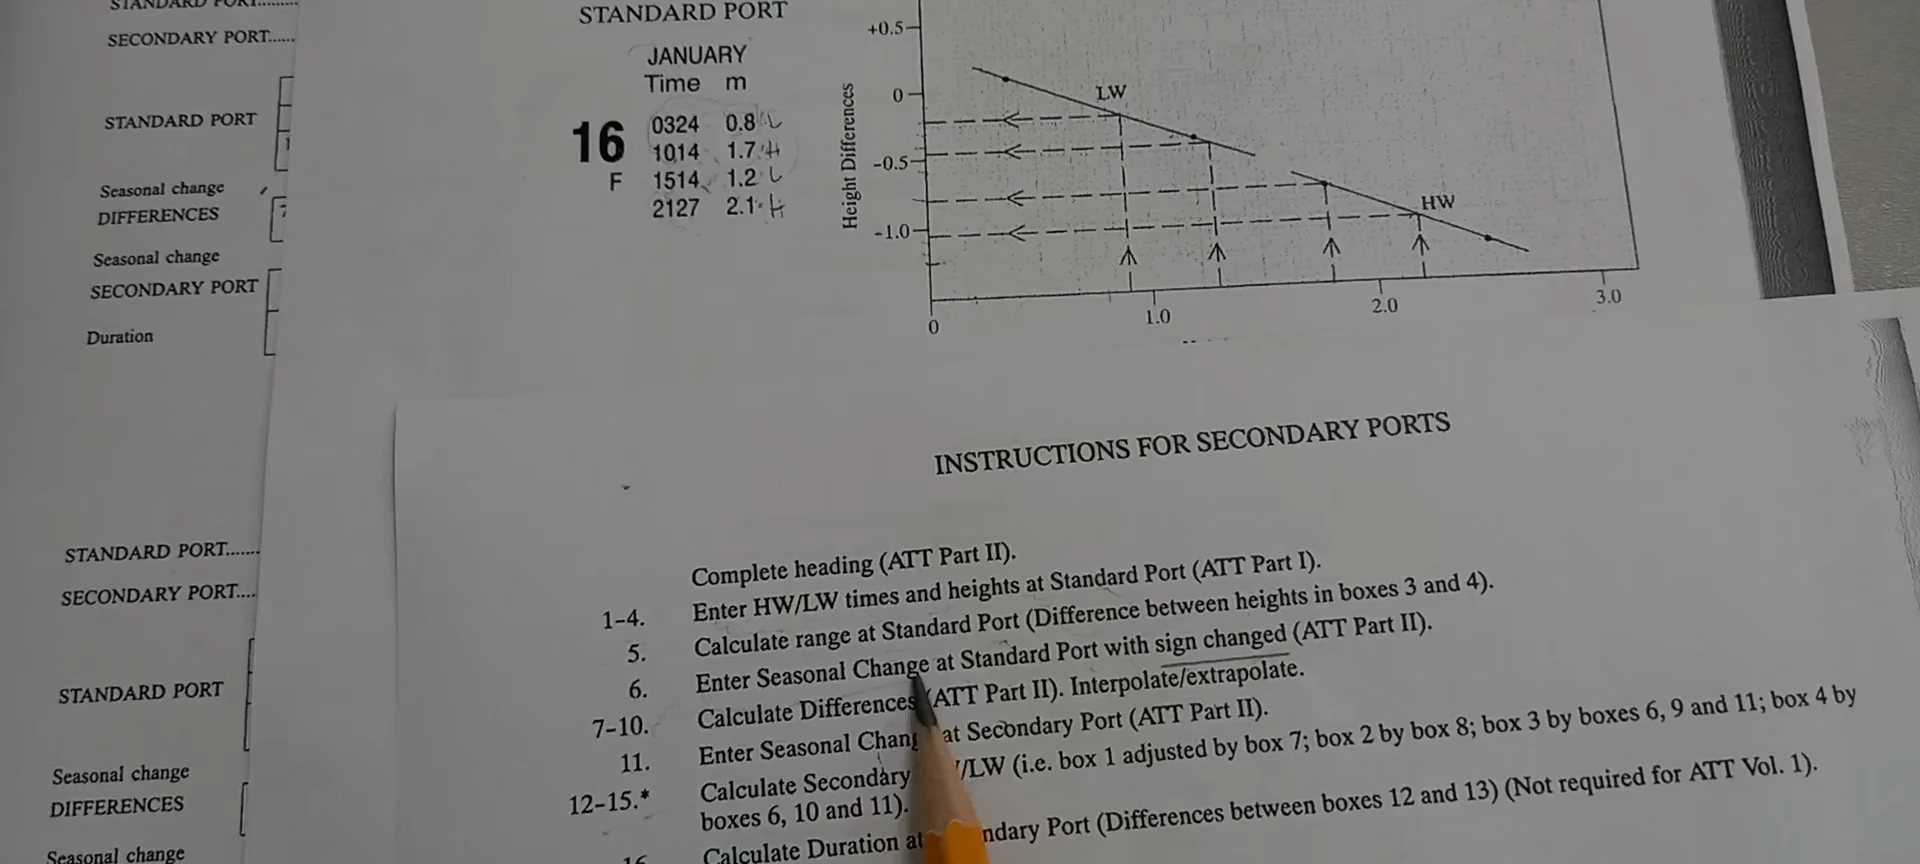 STANDARD PORT.........
SECONDARY PORT......
STANDARD PORT
Seasonal change
DIFFERENCES
Seasonal change
SECONDARY PORT
Duration
STANDARD PORT.......
SECONDARY PORT....
STANDARD PORT
Seasonal change
DIFFERENCES
Seasonal change
STANDARD PORT
JANUARY
Time m
16
F
0324 0.8 L
1014 1.7 H
1514 1.2 L
2127 2.1 H
Height Differences
+0.5
0
-0.5
-1.0
LW
HW
0
1.0
2.0
3.0
INSTRUCTIONS FOR SECONDARY PORTS
Complete heading (ATT Part II).
1-4. Enter HW/LW times and heights at Standard Port (ATT Part I).
5. Calculate range at Standard Port (Difference between heights in boxes 3 and 4).
6. Enter Seasonal Change at Standard Port with sign changed (ATT Part II).
7-10. Calculate Differences (ATT Part II). Interpolate/extrapolate.
11. Enter Seasonal Chang at Secondary Port (ATT Part II).
12-15.* Calculate Secondary /LW (i.e. box 1 adjusted by box 7; box 2 by box 8; box 3 by boxes 6, 9 and 11; box 4 by
boxes 6, 10 and 11).
16 Calculate Duration at ndary Port (Differences between boxes 12 and 13) (Not required for ATT Vol. 1).